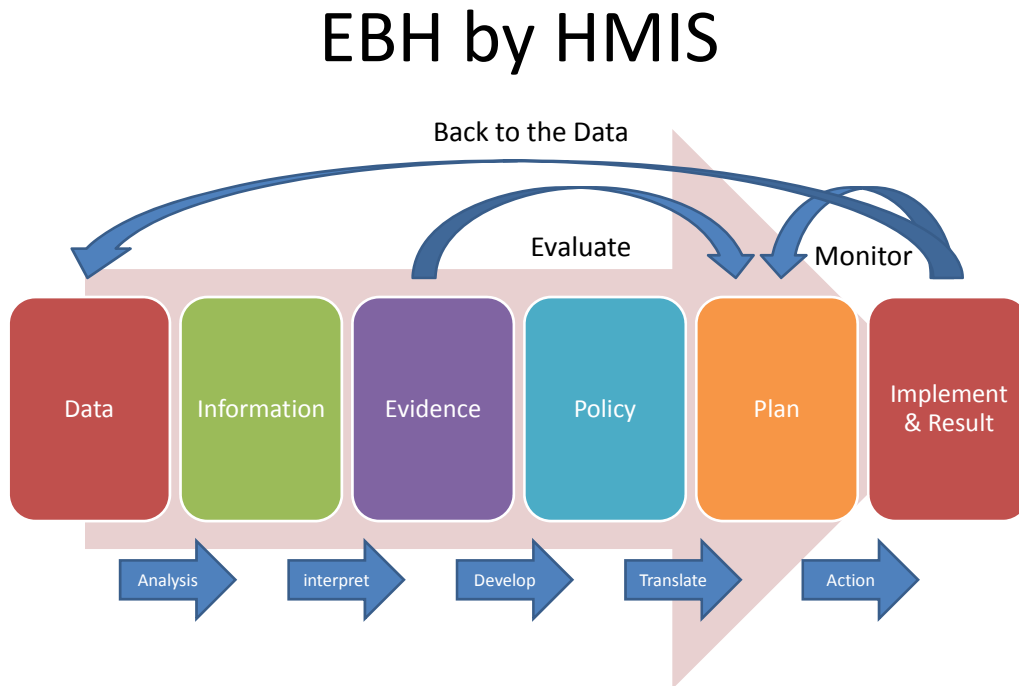 EBH by HMIS
Back to the Data
Evaluate
Monitor
Data
Information
Evidence
Policy
Plan
Implement
& Result
Analysis
interpret
Develop
Translate
Action